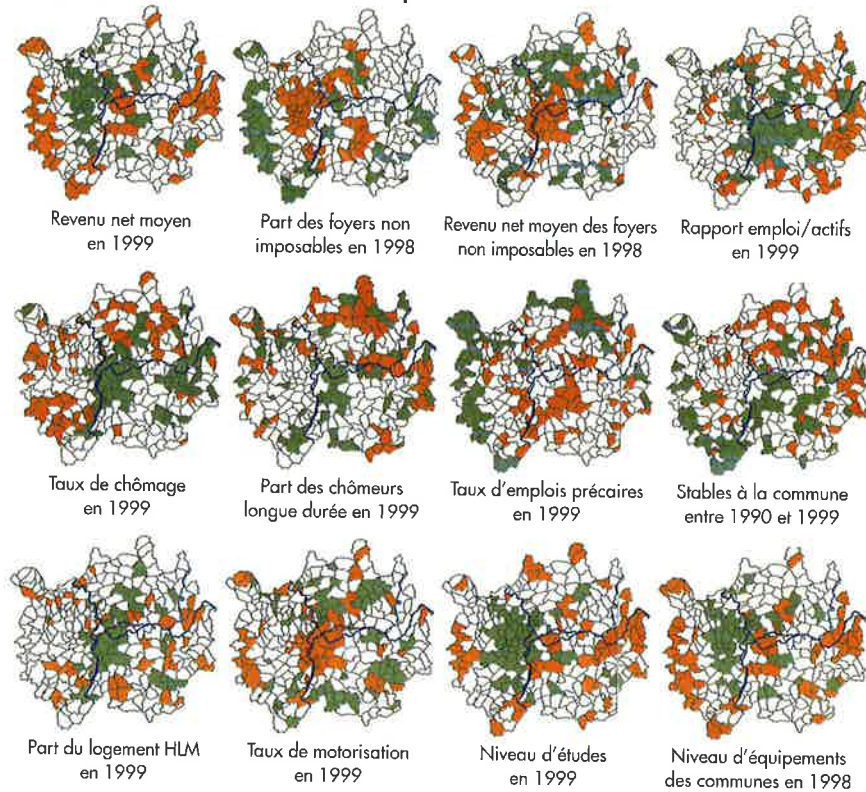 Revenu net moyen
en 1999
Part des foyers non
imposables en 1998
Revenu net moyen des foyers
non imposables en 1998
Rapport emploi/actifs
en 1999
Taux de chômage
en 1999
Part des chômeurs
longue durée en 1999
Taux d'emplois précaires
en 1999
Stables à la commune
entre 1990 et 1999
Part du logement HLM
en 1999
Taux de motorisation
en 1999
Niveau d'études
en 1999
Niveau d'équipements
des communes en 1998